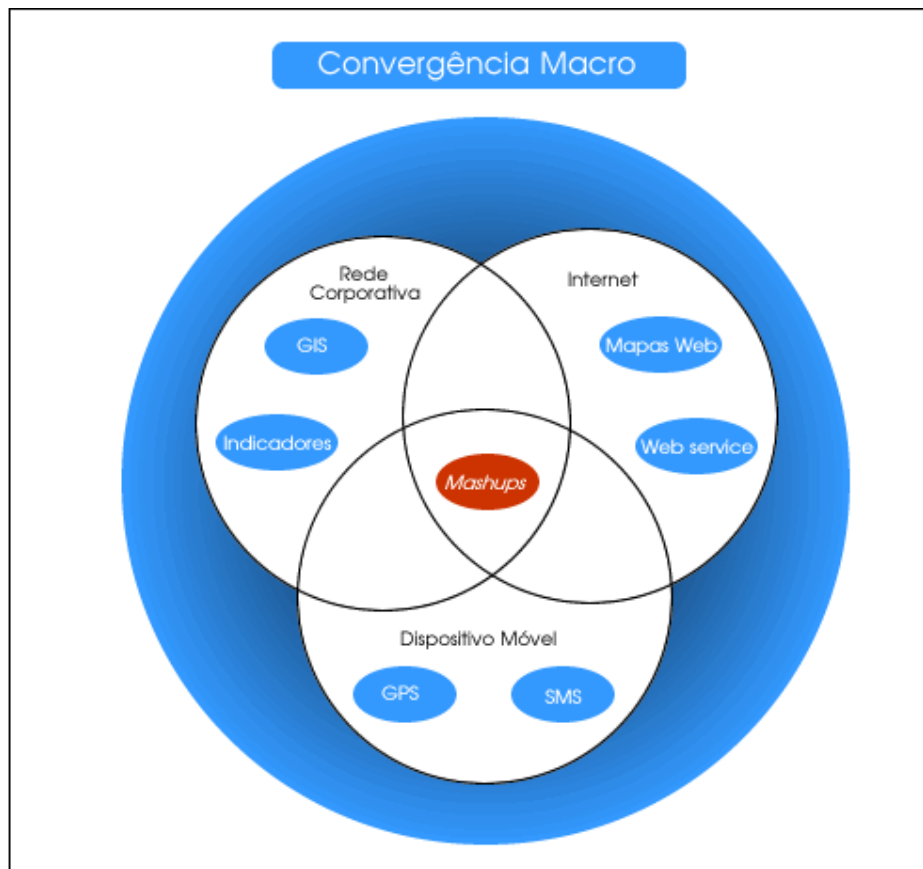 Convergência Macro
Rede
Corporativa
GIS
Indicadores
Internet
Mapas Web
Web service
Mashups
Dispositivo Móvel
GPS
SMS